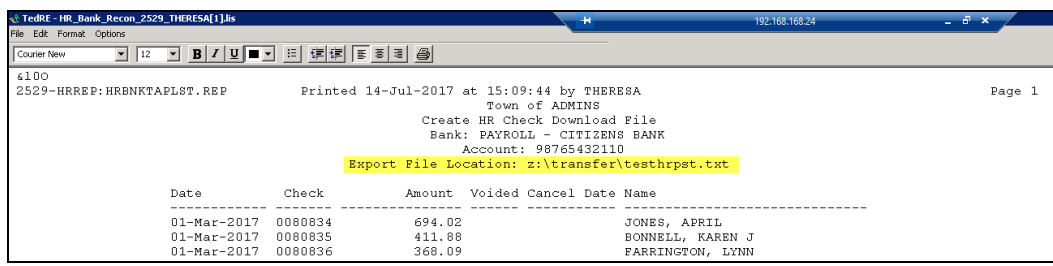 TedRE - HR_Bank_Recon_2529_THERESA[1].lis 192.168.168.24
File Edit Format Options
Courier New 12 B I U
&l0O
2529-HRREP:HRBNKTAPLST.REP Printed 14-Jul-2017 at 15:09:44 by THERESA Page 1
Town of ADMINS
Create HR Check Download File
Bank: PAYROLL - CITIZENS BANK
Account: 98765432110
Export File Location: z:\transfer\testhrpst.txt
Date Check Amount Voided Cancel Date Name
------------ ------- --------------- ------ ----------- ------------------------------
01-Mar-2017 0080834 694.02 JONES, APRIL
01-Mar-2017 0080835 411.88 BONNELL, KAREN J
01-Mar-2017 0080836 368.09 FARRINGTON, LYNN